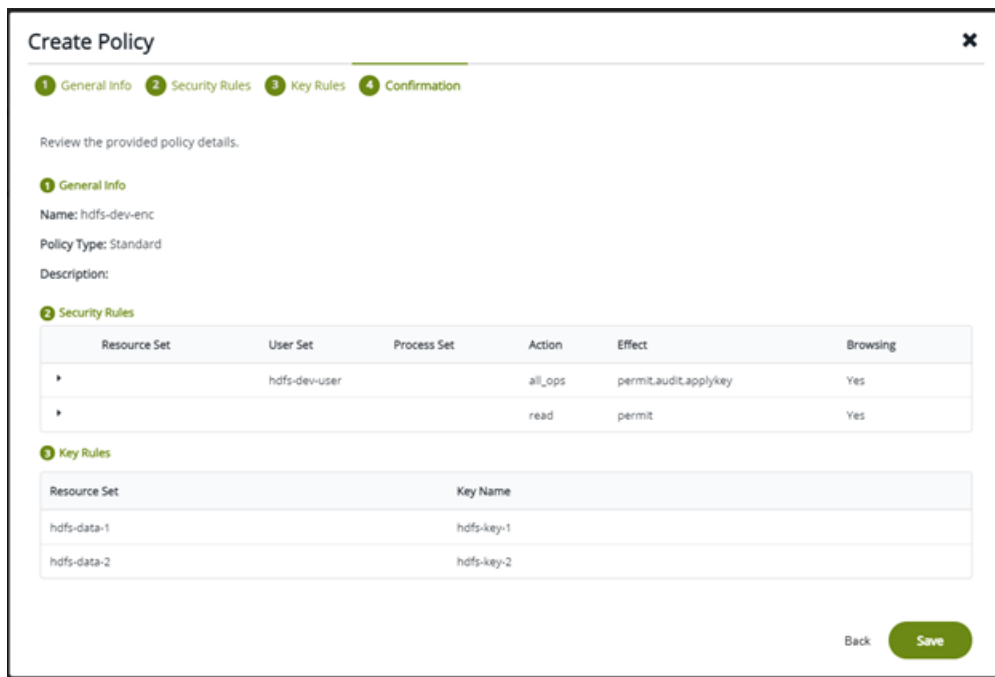 Create Policy
1 General Info 2 Security Rules 3 Key Rules 4 Confirmation
Review the provided policy details.
1 General Info
Name: hdfs-dev-enc
Policy Type: Standard
Description:
2 Security Rules
Resource Set User Set Process Set Action Effect Browsing
hdfs-dev-user all_ops permit,audit,applykey Yes
read permit Yes
3 Key Rules
Resource Set Key Name
hdfs-data-1 hdfs-key-1
hdfs-data-2 hdfs-key-2
Back Save